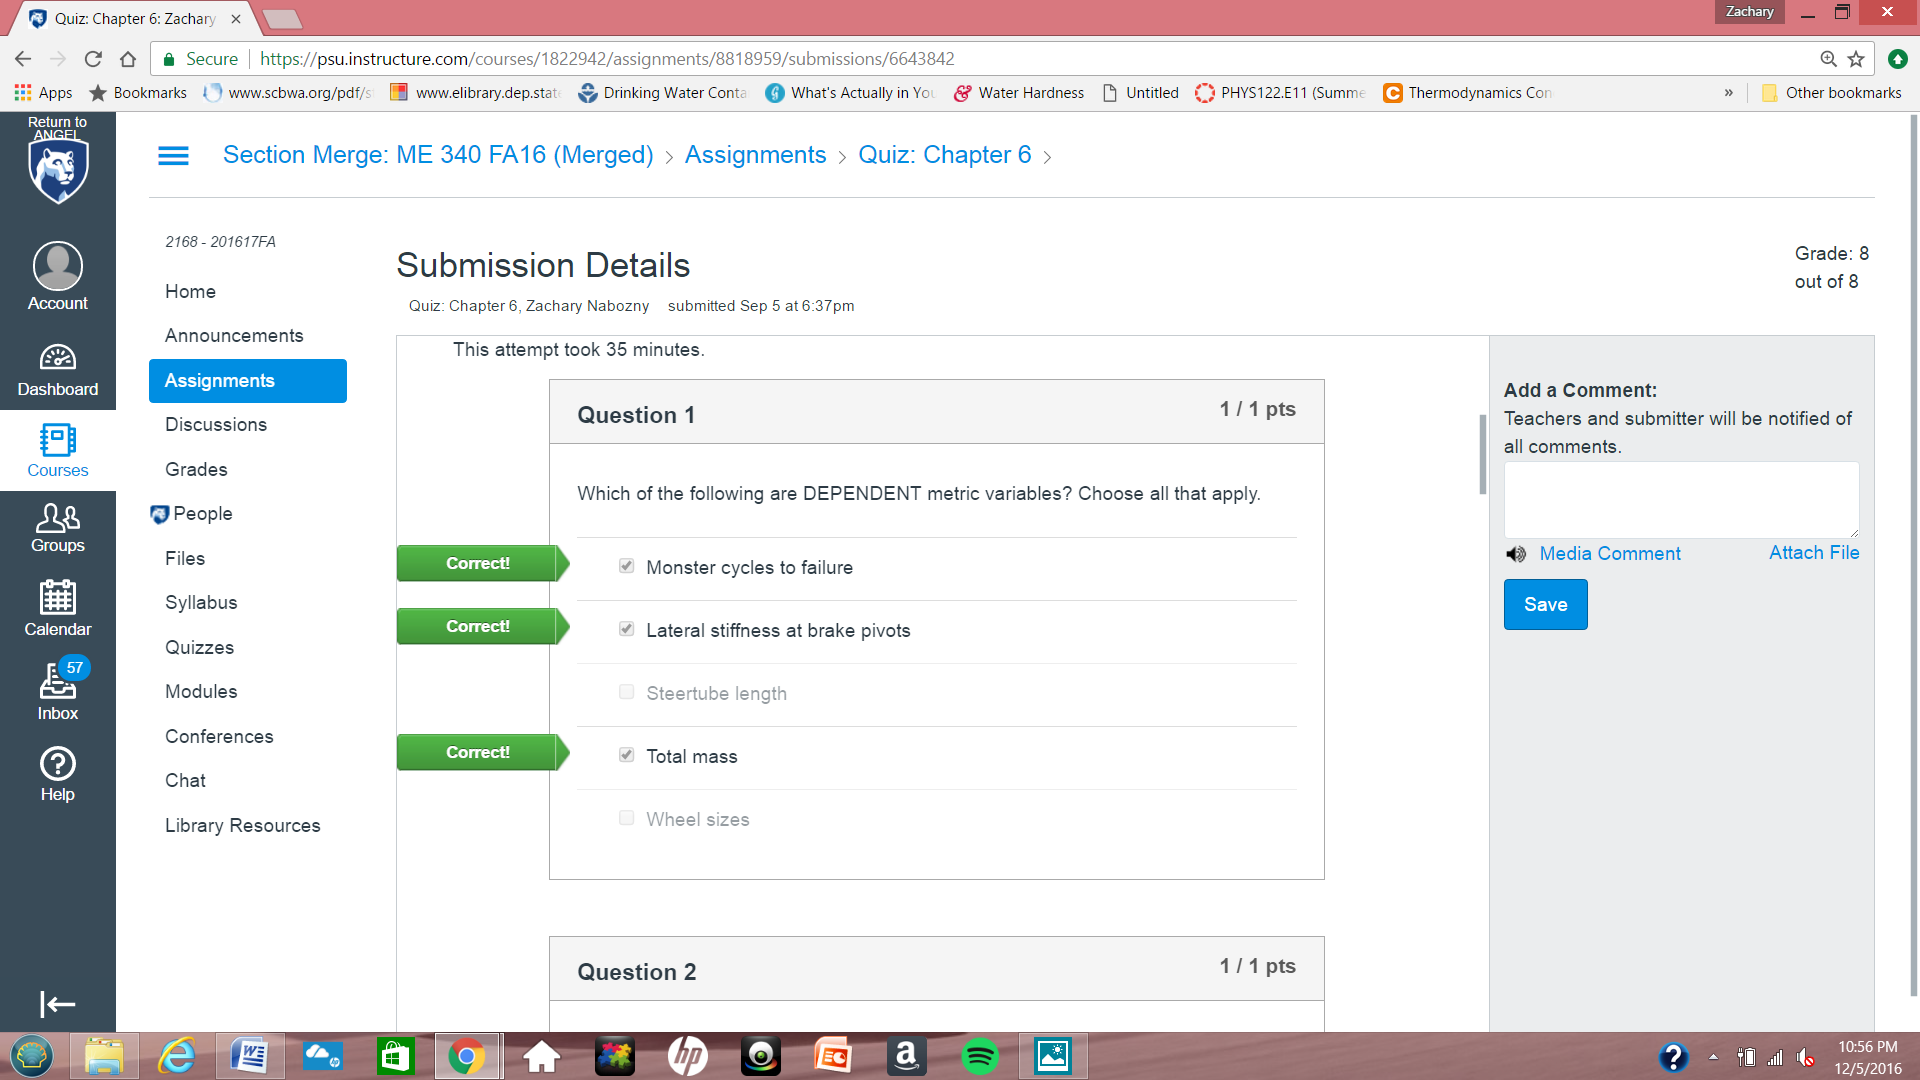 Quiz: Chapter 6: Zachary
Zachary
Secure https://psu.instructure.com/courses/1822942/assignments/8818959/submissions/6643842
Apps Bookmarks www.scbwa.org/pdf/s www.elibrary.dep.stat Drinking Water Conta What's Actually in You Water Hardness Untitled PHYS122.E11 (Summe Thermodynamics Con » Other bookmarks
Return to
ANGEL
Section Merge: ME 340 FA16 (Merged) > Assignments > Quiz: Chapter 6 >
Account
Dashboard
Courses
Groups
Calendar
57
Inbox
Help
2168 - 201617FA
Home
Announcements
Assignments
Discussions
Grades
People
Files
Syllabus
Quizzes
Modules
Conferences
Chat
Library Resources
Submission Details
Quiz: Chapter 6, Zachary Nabozny submitted Sep 5 at 6:37pm
Grade: 8
out of 8
This attempt took 35 minutes.
Question 1
1 / 1 pts
Which of the following are DEPENDENT metric variables? Choose all that apply.
Correct! Monster cycles to failure
Correct! Lateral stiffness at brake pivots
Steertube length
Correct! Total mass
Wheel sizes
Question 2
1 / 1 pts
Add a Comment:
Teachers and submitter will be notified of
all comments.
Media Comment Attach File
Save
10:56 PM
12/5/2016